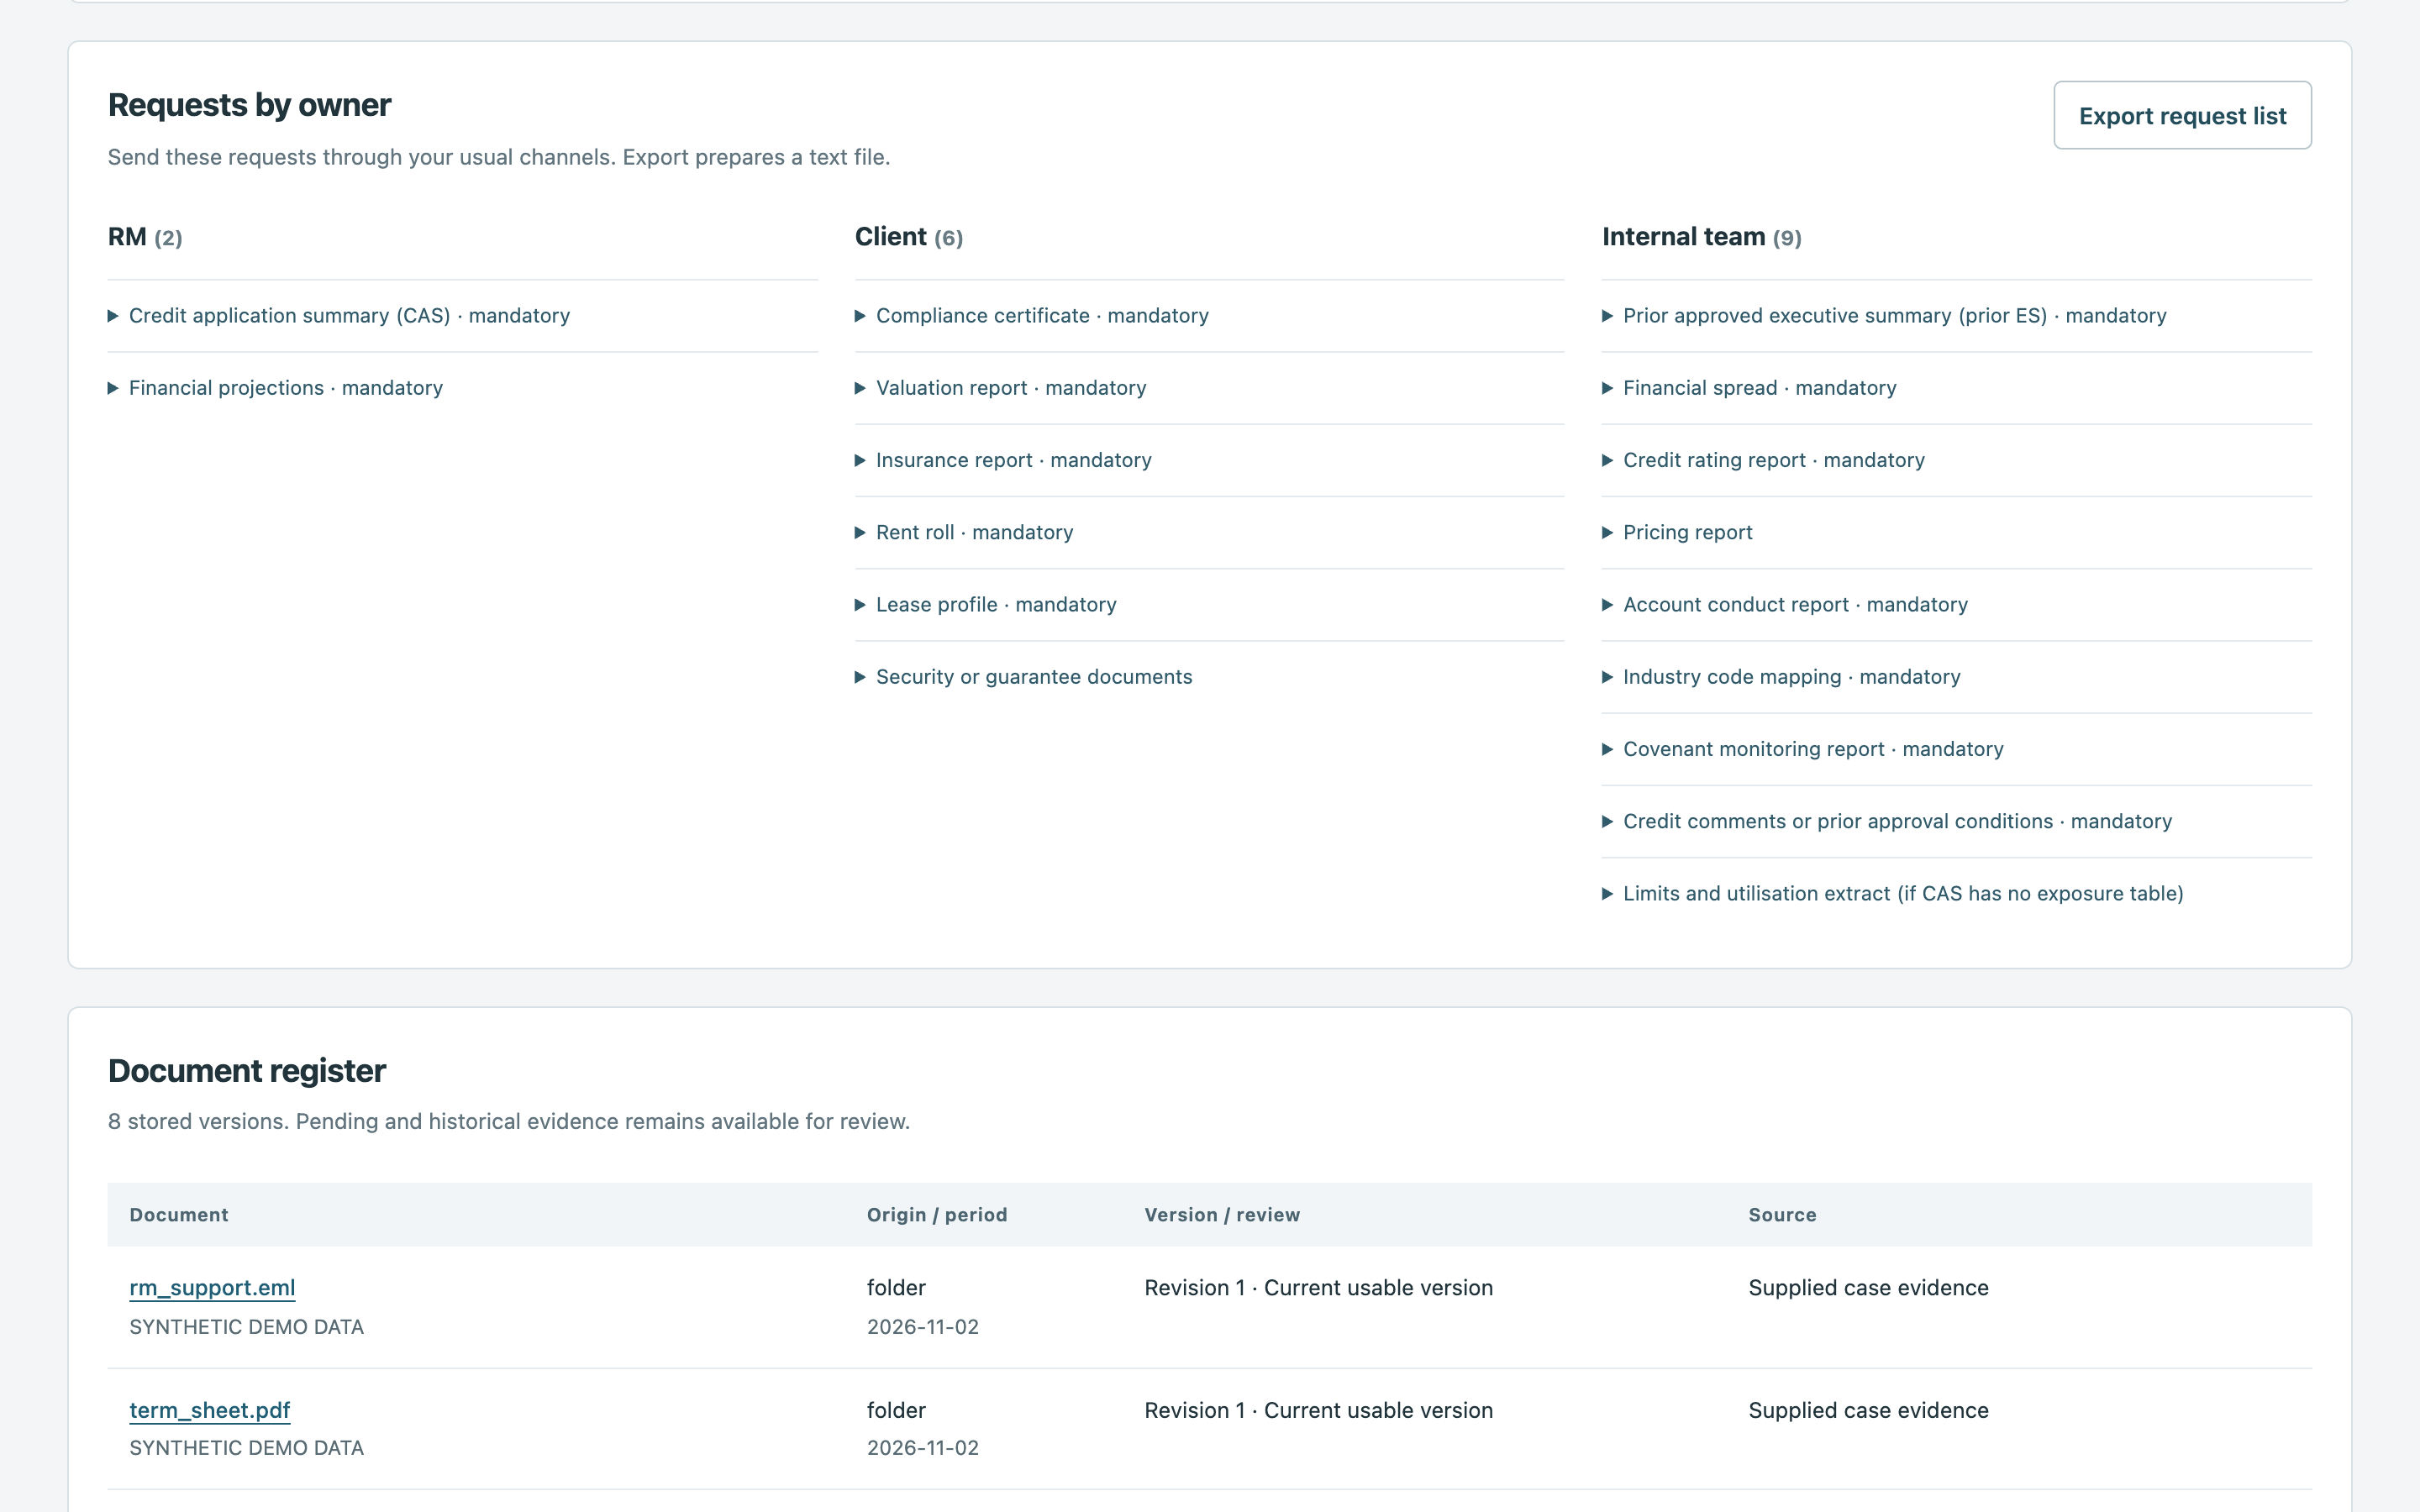 Requests by owner
Export request list
Send these requests through your usual channels. Export prepares a text file.
RM (2)
Credit application summary (CAS) · mandatory
Financial projections · mandatory
Client (6)
Compliance certificate · mandatory
Valuation report · mandatory
Insurance report · mandatory
Rent roll · mandatory
Lease profile · mandatory
Security or guarantee documents
Internal team (9)
Prior approved executive summary (prior ES) · mandatory
Financial spread · mandatory
Credit rating report · mandatory
Pricing report
Account conduct report · mandatory
Industry code mapping · mandatory
Covenant monitoring report · mandatory
Credit comments or prior approval conditions · mandatory
Limits and utilisation extract (if CAS has no exposure table)
Document register
8 stored versions. Pending and historical evidence remains available for review.
Document Origin / period Version / review Source
rm_support.eml folder Revision 1 · Current usable version Supplied case evidence
SYNTHETIC DEMO DATA 2026-11-02
term_sheet.pdf folder Revision 1 · Current usable version Supplied case evidence
SYNTHETIC DEMO DATA 2026-11-02